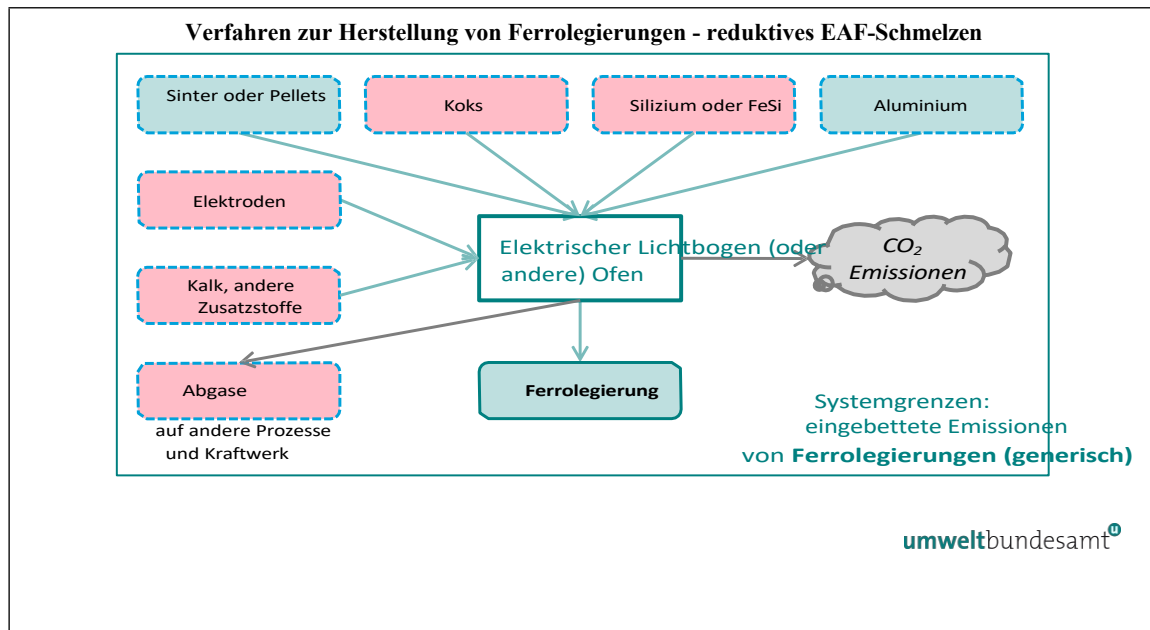 Verfahren zur Herstellung von Ferrolegierungen - reduktives EAF-Schmelzen
Sinter oder Pellets
Koks
Silizium oder FeSi
Aluminium
Elektroden
Elektrischer Lichtbogen (oder
andere) Ofen
CO₂
Emissionen
Kalk, andere
Zusatzstoffe
Abgase
Ferrolegierung
auf andere Prozesse
und Kraftwerk
Systemgrenzen:
eingebettete Emissionen
von Ferrolegierungen (generisch)
umweltbundesamt
u